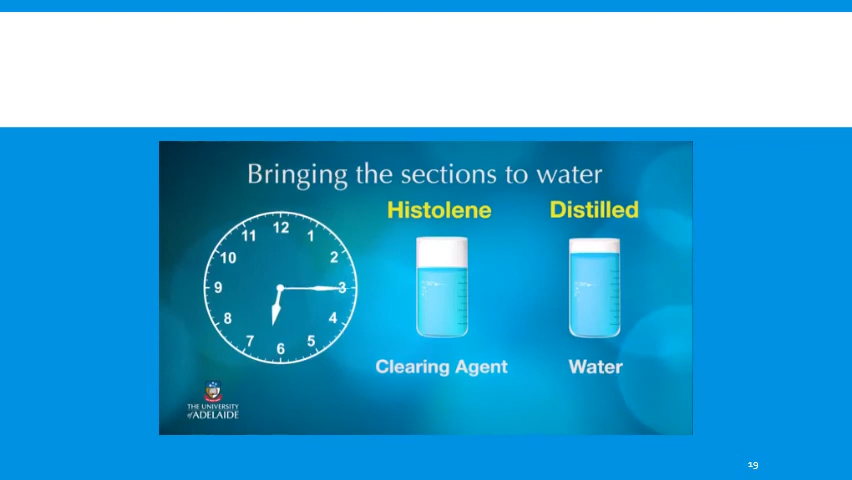 Bringing the sections to water
Histolene
Distilled
12
11
1
10
2
9
3
8
4
7
5
6
Clearing Agent
Water
THE UNIVERSITY
of ADELAIDE
19